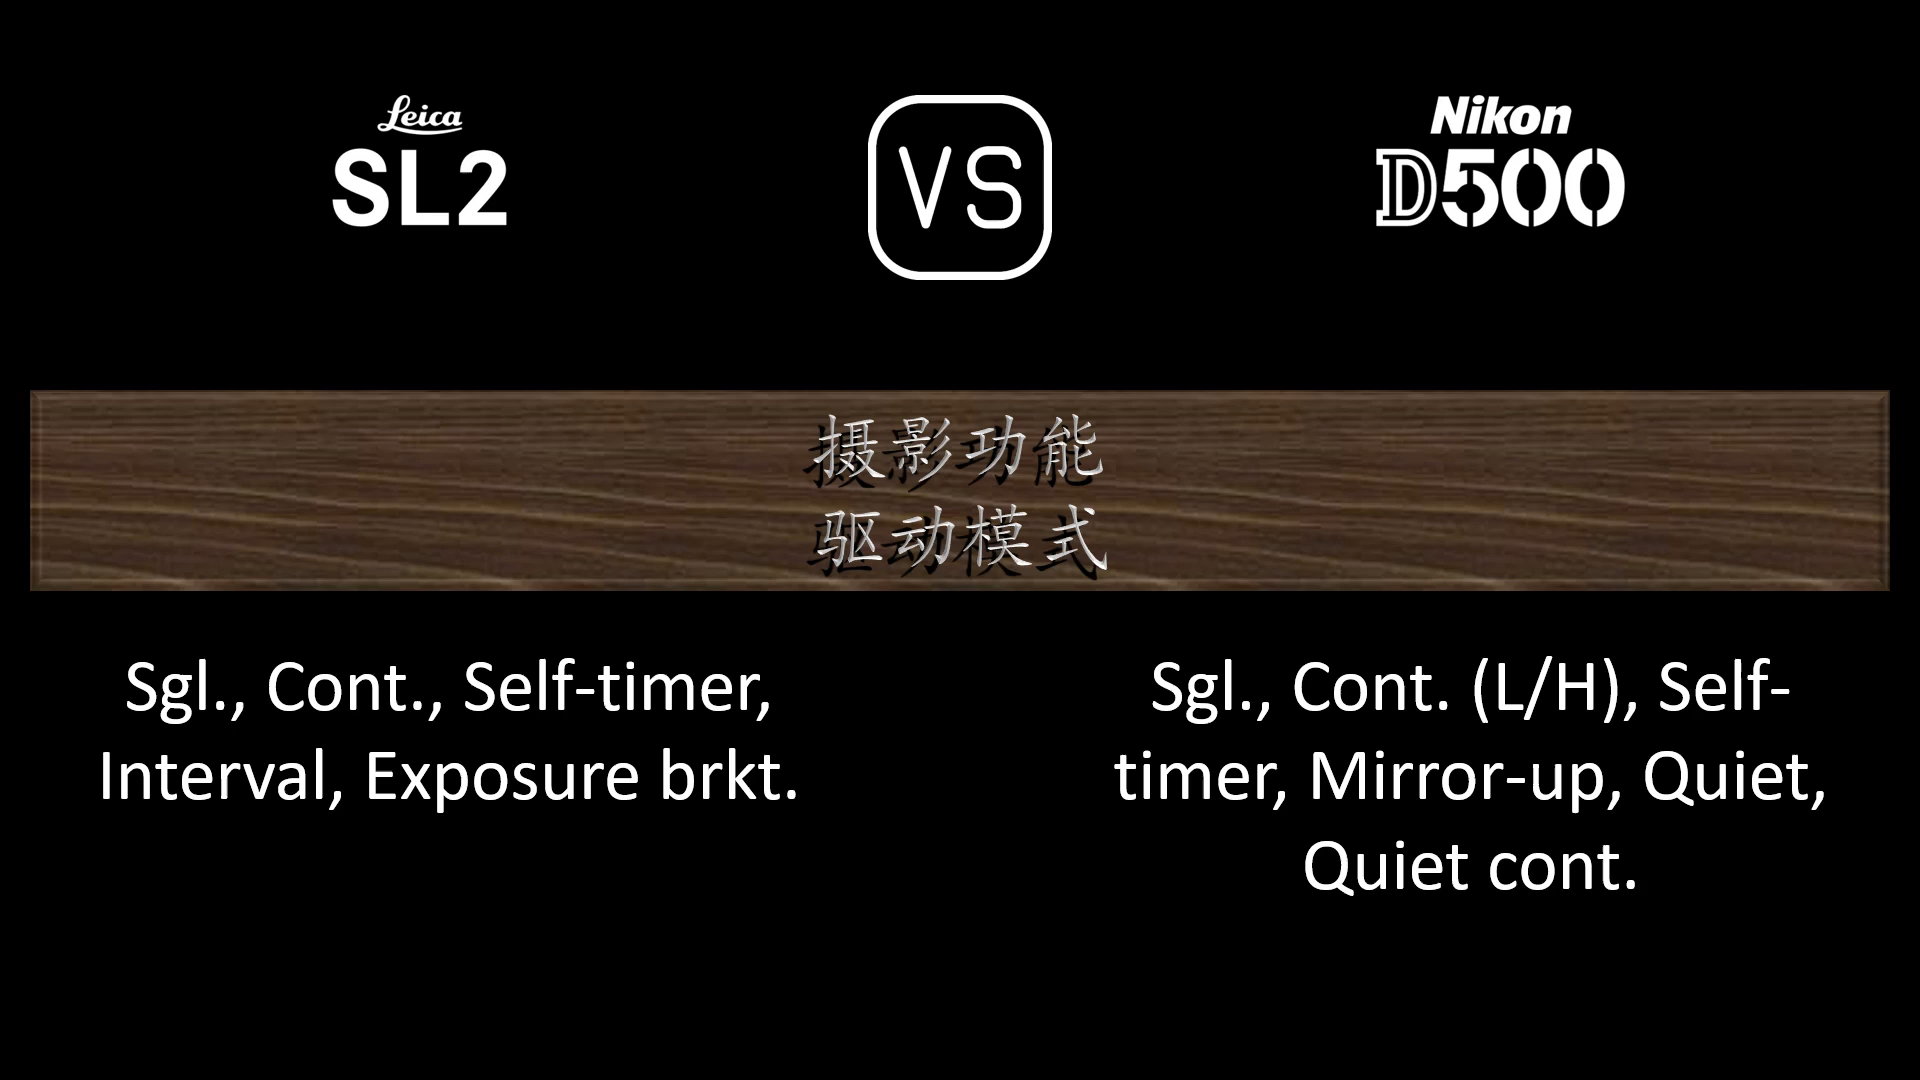 Leica
SL2
VS
Nikon
D500
摄影功能
驱动模式
Sgl., Cont., Self-timer,
Interval, Exposure brkt.
Sgl., Cont. (L/H), Self-
timer, Mirror-up, Quiet,
Quiet cont.